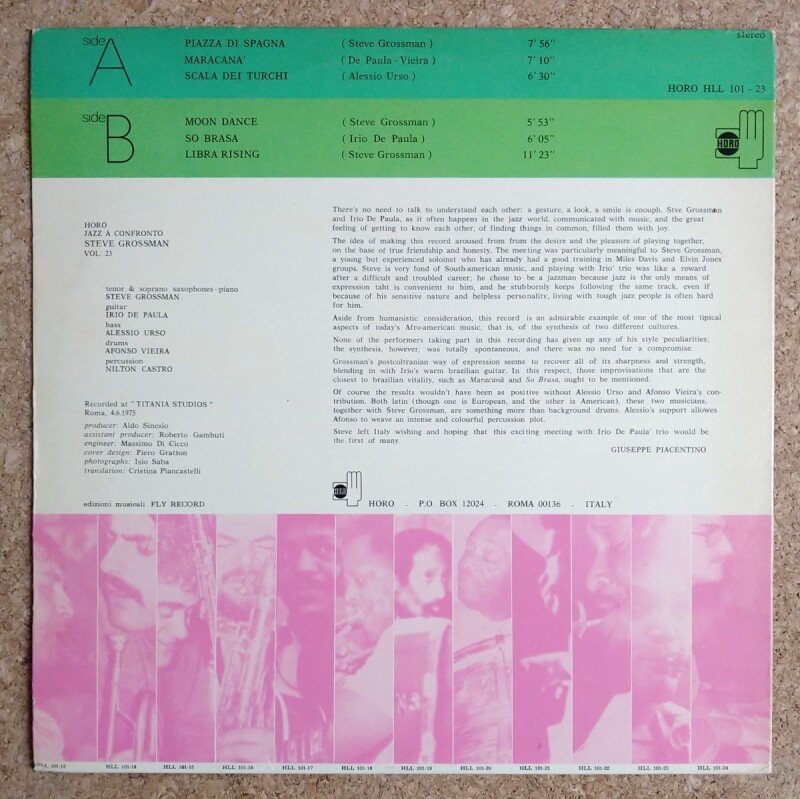 stereo
side A
PIAZZA DI SPAGNA ( Steve Grossman ) 7' 56"
MARACANA' ( De Paula - Vieira ) 7' 10"
SCALA DEI TURCHI ( Alessio Urso ) 6' 30"
HORO HLL 101 - 23
side B
MOON DANCE ( Steve Grossman ) 5' 53"
SO BRASA ( Irio De Paula ) 6' 05"
LIBRA RISING ( Steve Grossman ) 11' 23"
HORO
HORO
JAZZ A CONFRONTO
STEVE GROSSMAN
VOL. 23
tenor & soprano saxophones - piano
STEVE GROSSMAN
guitar
IRIO DE PAULA
bass
ALESSIO URSO
drums
AFONSO VIEIRA
percussion
NILTON CASTRO
Recorded at "TITANIA STUDIOS"
Roma, 4.6.1975
producer: Aldo Sinesio
assistant producer: Roberto Gambuti
engineer: Massimo Di Cicco
cover design: Piero Gratton
photographs: Isio Saba
translation: Cristina Piancastelli
edizioni musicali FLY RECORD
There's no need to talk to understand each other: a gesture, a look, a smile is enouph. Stve Grossman
and Irio De Paula, as it often happens in the jazz world, communicated with music, and the great
feeling of getting to know each other, of finding things in common, filled them with joy.
The idea of making this record aroused from from the desire and the pleasure of playing together,
on the base of true friendship and honesty. The meeting was particularly meaningful to Steve Grossman,
a young but experienced soloinst who has already had a good training in Miles Davis and Elvin Jones
groups. Steve is very fond of South-american music, and playing with Irio' trio was like a reward
after a difficult and troubled career; he chose to be a jazzman because jazz is the only means of
expression taht is convenient to him, and he stubbornly keeps following the same track, even if
because of his sensitive nature and helpless personality, living with tough jazz people is often hard
for him.
Aside from humanistic consideration, this record is an admirable example of one of the most tipical
aspects of today's Afro-american music, that is, of the synthesis of two different cultures.
None of the performers taking part in this recording has given up any of his style peculiarities;
the synthesis, however, was totally spontaneous, and there was no need for a compromise.
Grossman's postcoltranian way of expression seems to recover all of its sharpness and strength,
blending in with Irio's warm brazilian guitar. In this respect, those improvisations that are the
closest to brazilian vitality, such as Maracanà and So Brasa, ought to be mentioned.
Of course the results wouldn't have been as positive without Alessio Urso and Afonso Vieira's con-
tribution. Both latin (though one is European, and the other is American), these two musicians,
together with Steve Grossman, are something more than background drums. Alessio's support allowes
Afonso to weave an intense and colourful percussion plot.
Steve left Italy wishing and hoping that this exciting meeting with Irio De Paula' trio would be
the first of many.
GIUSEPPE PIACENTINO
HORO
HORO - P.O. BOX 12024 - ROMA 00136 - ITALY
HLL 101-13 HLL 101-14 HLL 101-15 HLL 101-16 HLL 101-17 HLL 101-18 HLL 101-19 HLL 101-20 HLL 101-21 HLL 101-22 HLL 101-23 HLL 101-24